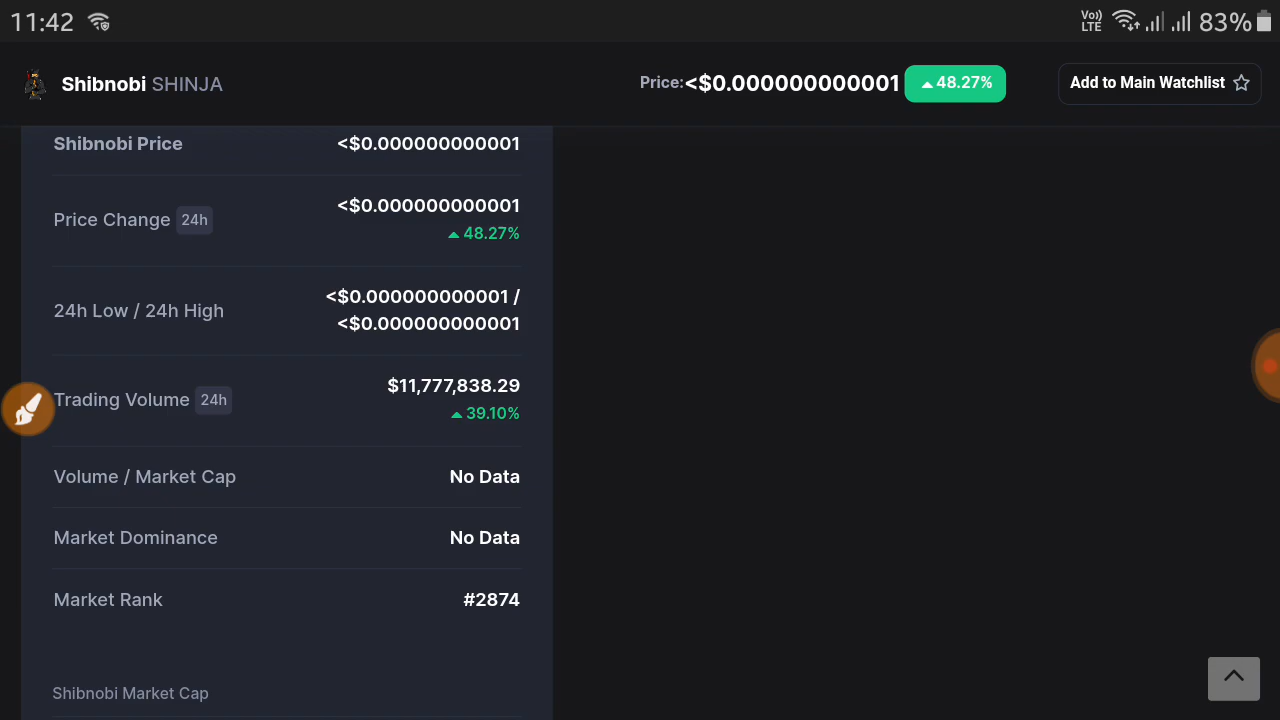 11:42 Vo)) LTE 83%
Shibnobi SHINJA Price:<$0.000000000001 48.27% Add to Main Watchlist
Shibnobi Price <$0.000000000001
Price Change 24h <$0.000000000001
48.27%
24h Low / 24h High <$0.000000000001 /
<$0.000000000001
Trading Volume 24h $11,777,838.29
39.10%
Volume / Market Cap No Data
Market Dominance No Data
Market Rank #2874
Shibnobi Market Cap